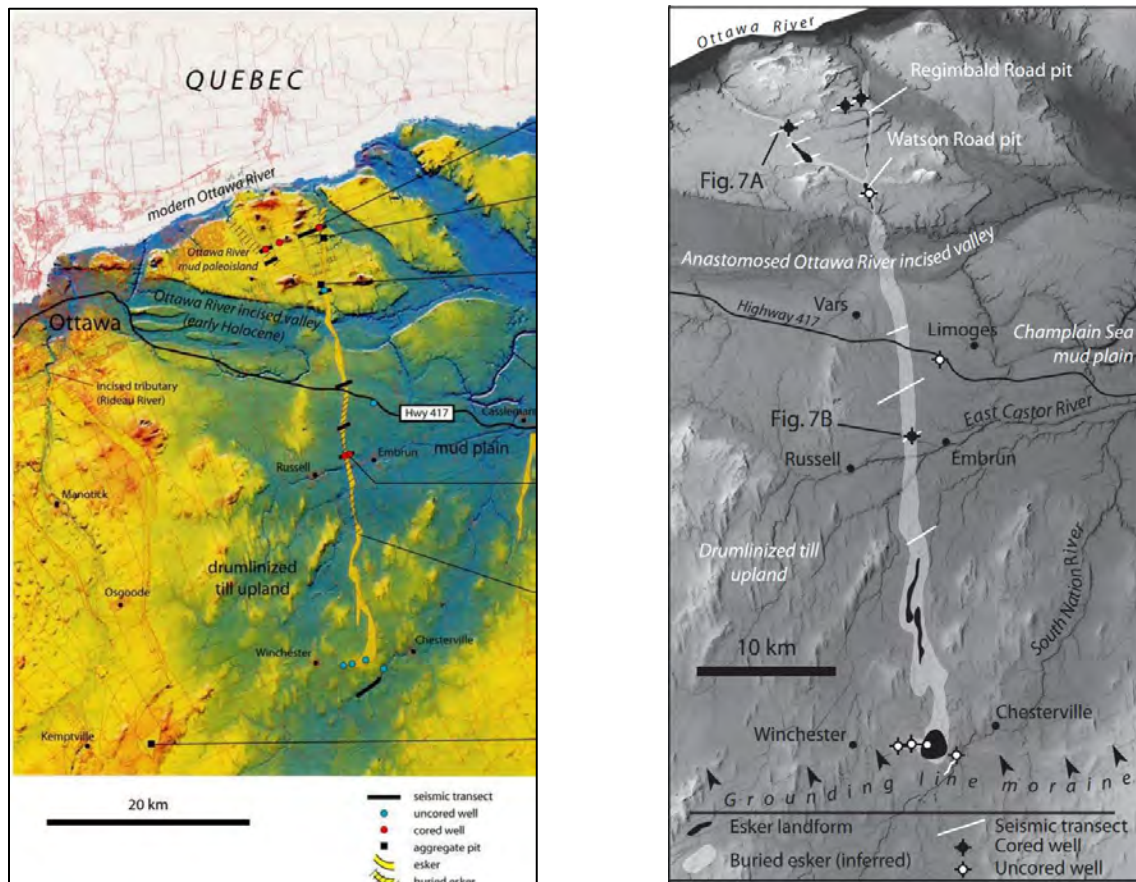 QUEBEC
modern Ottawa River
Ottawa River
mud paleoisland
Ottawa River incised valley
(early Holocene)
Ottawa
incised tributary
(Rideau River)
Hwy 417
Casselman
mud plain
Russell
Embrun
Manotick
drumlinized
till upland
Osgoode
Winchester
Chesterville
Kemptville
20 km
seismic transect
uncored well
cored well
aggregate pit
esker
buried esker
Ottawa River
Regimbald Road pit
Watson Road pit
Fig. 7A
Anastomosed Ottawa River incised valley
Highway 417
Vars
Limoges
Champlain Sea
mud plain
Fig. 7B
East Castor River
Russell
Embrun
Drumlinized till
upland
South Nation River
10 km
Winchester
Chesterville
Grounding line moraine
Esker landform
Buried esker (inferred)
Seismic transect
Cored well
Uncored well